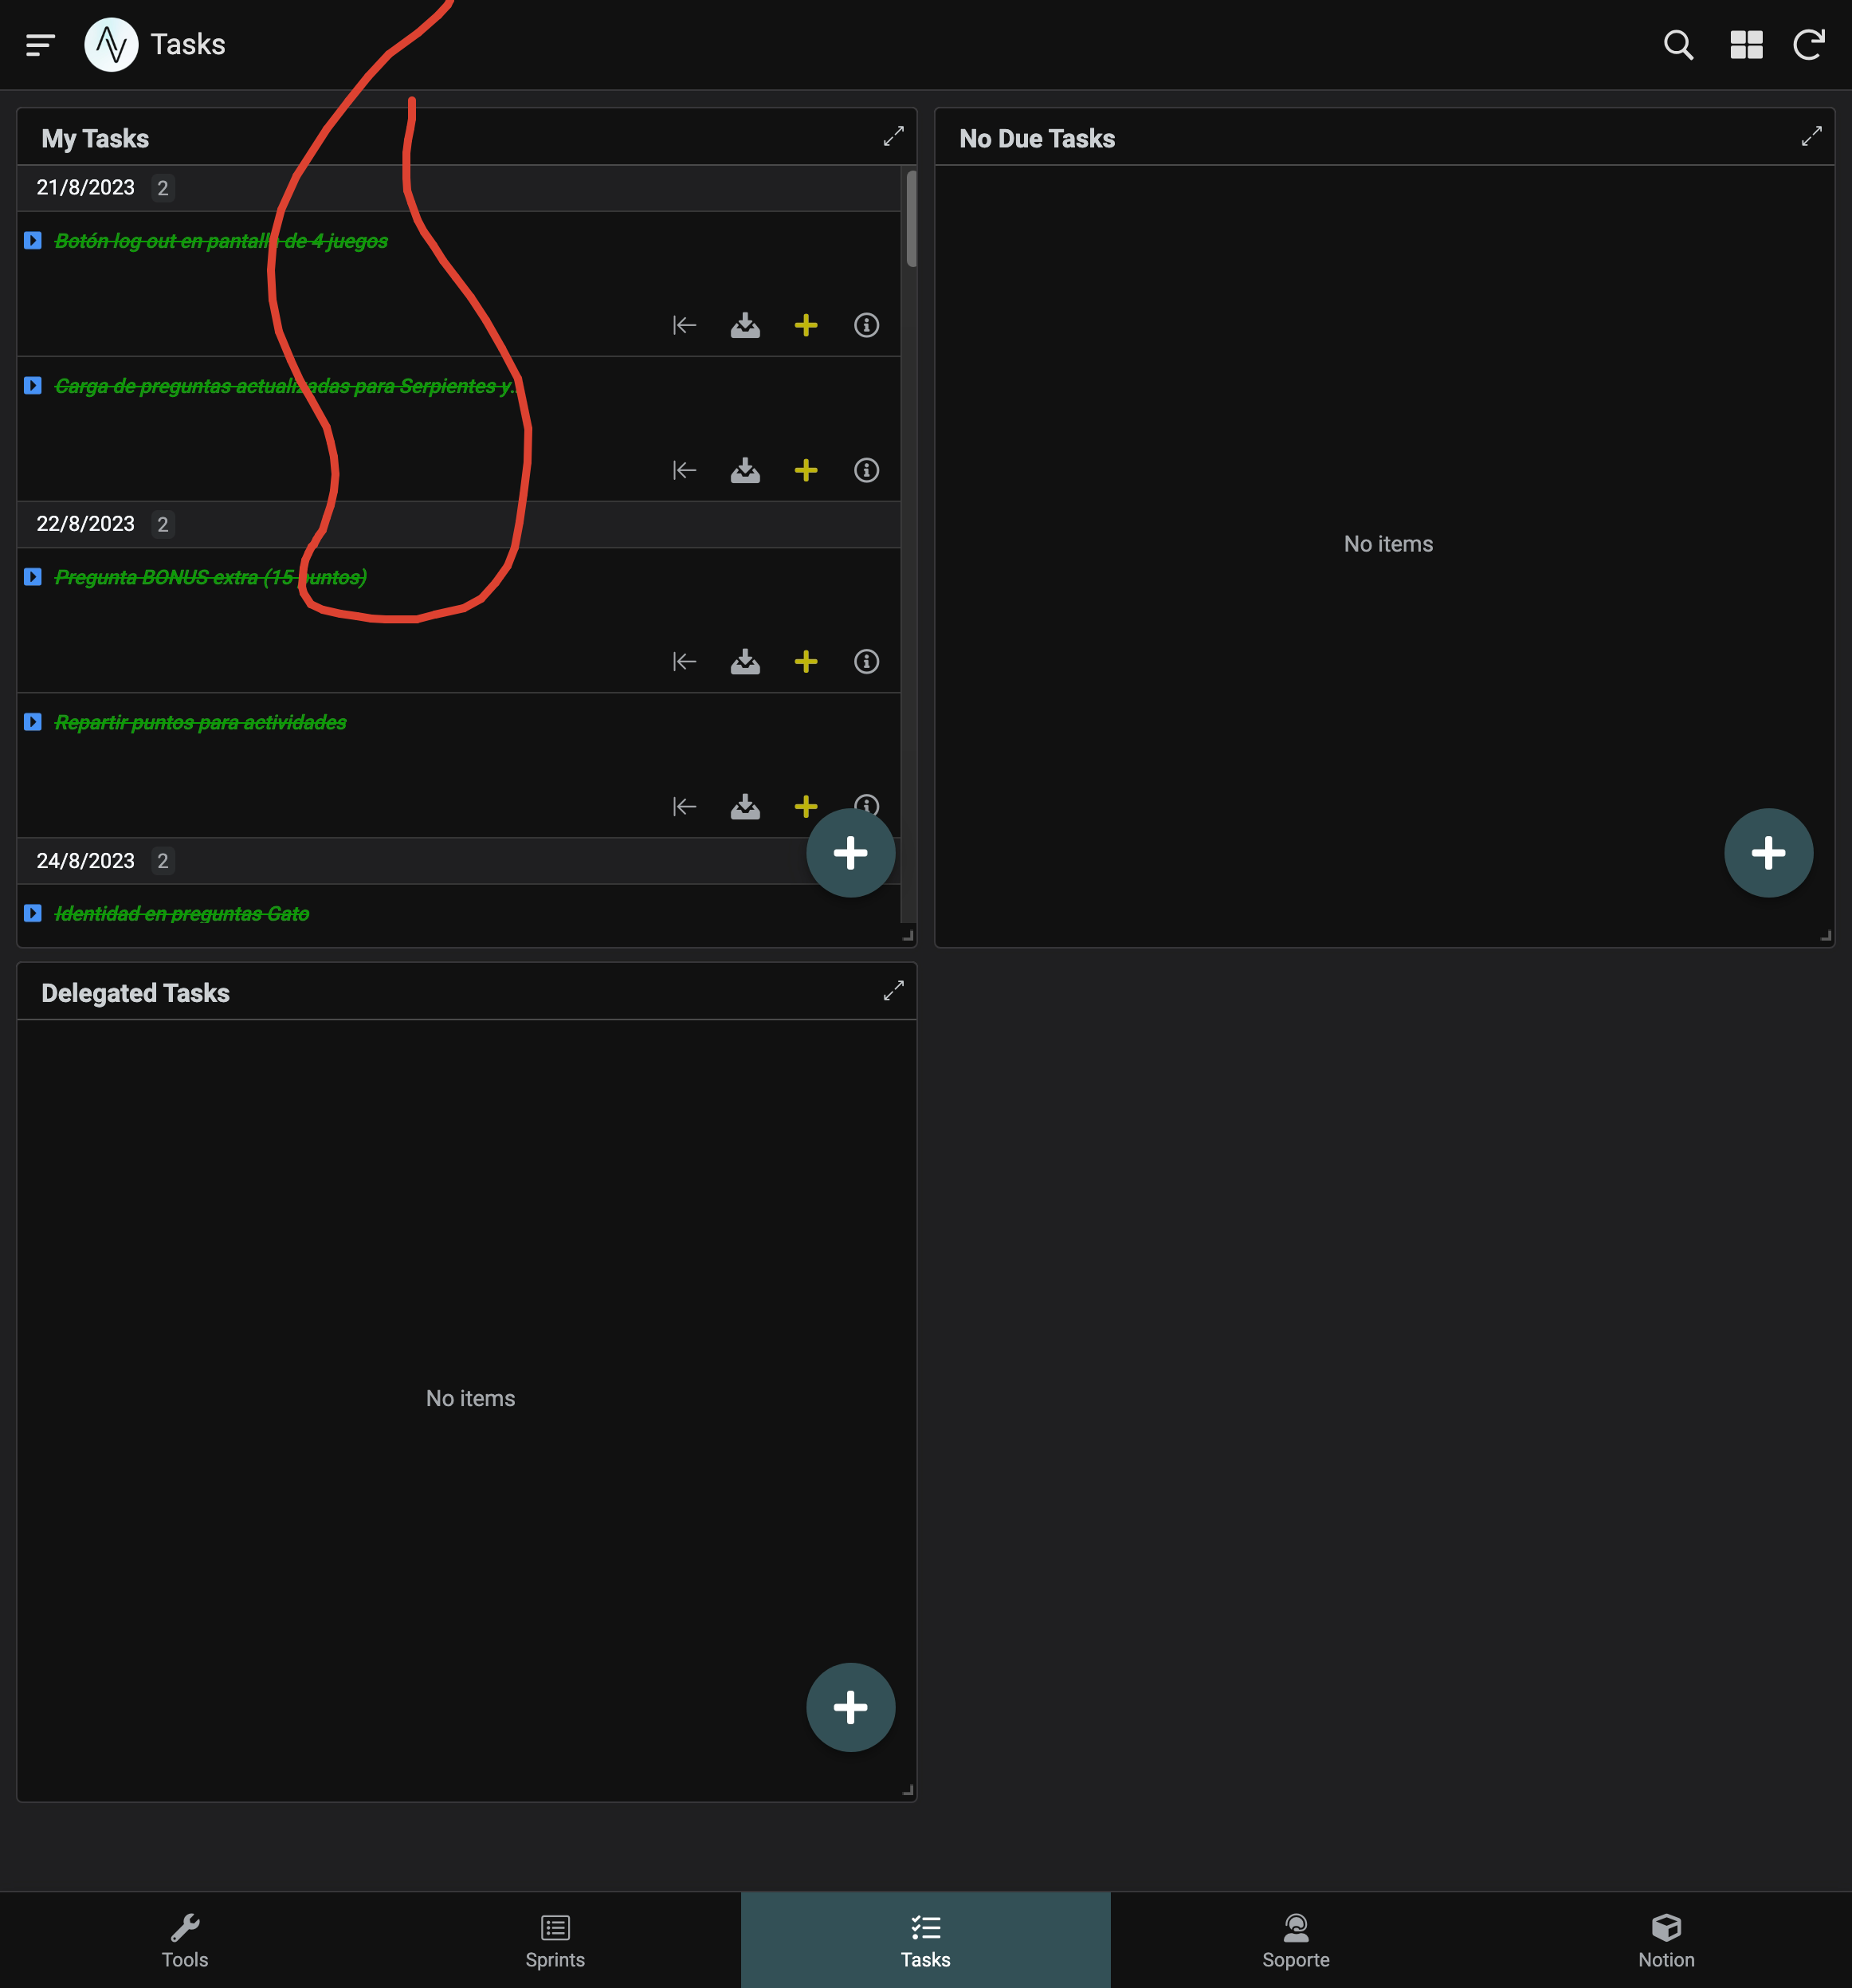 Tasks
My Tasks
21/8/2023 2
Botón log out en pantalla de 4 juegos
Carga de preguntas actualizadas para Serpientes y...
22/8/2023 2
Pregunta BONUS extra (15 puntos)
Repartir puntos para actividades
24/8/2023 2
Identidad en preguntas Gato
No Due Tasks
No items
Delegated Tasks
No items
Tools
Sprints
Tasks
Soporte
Notion